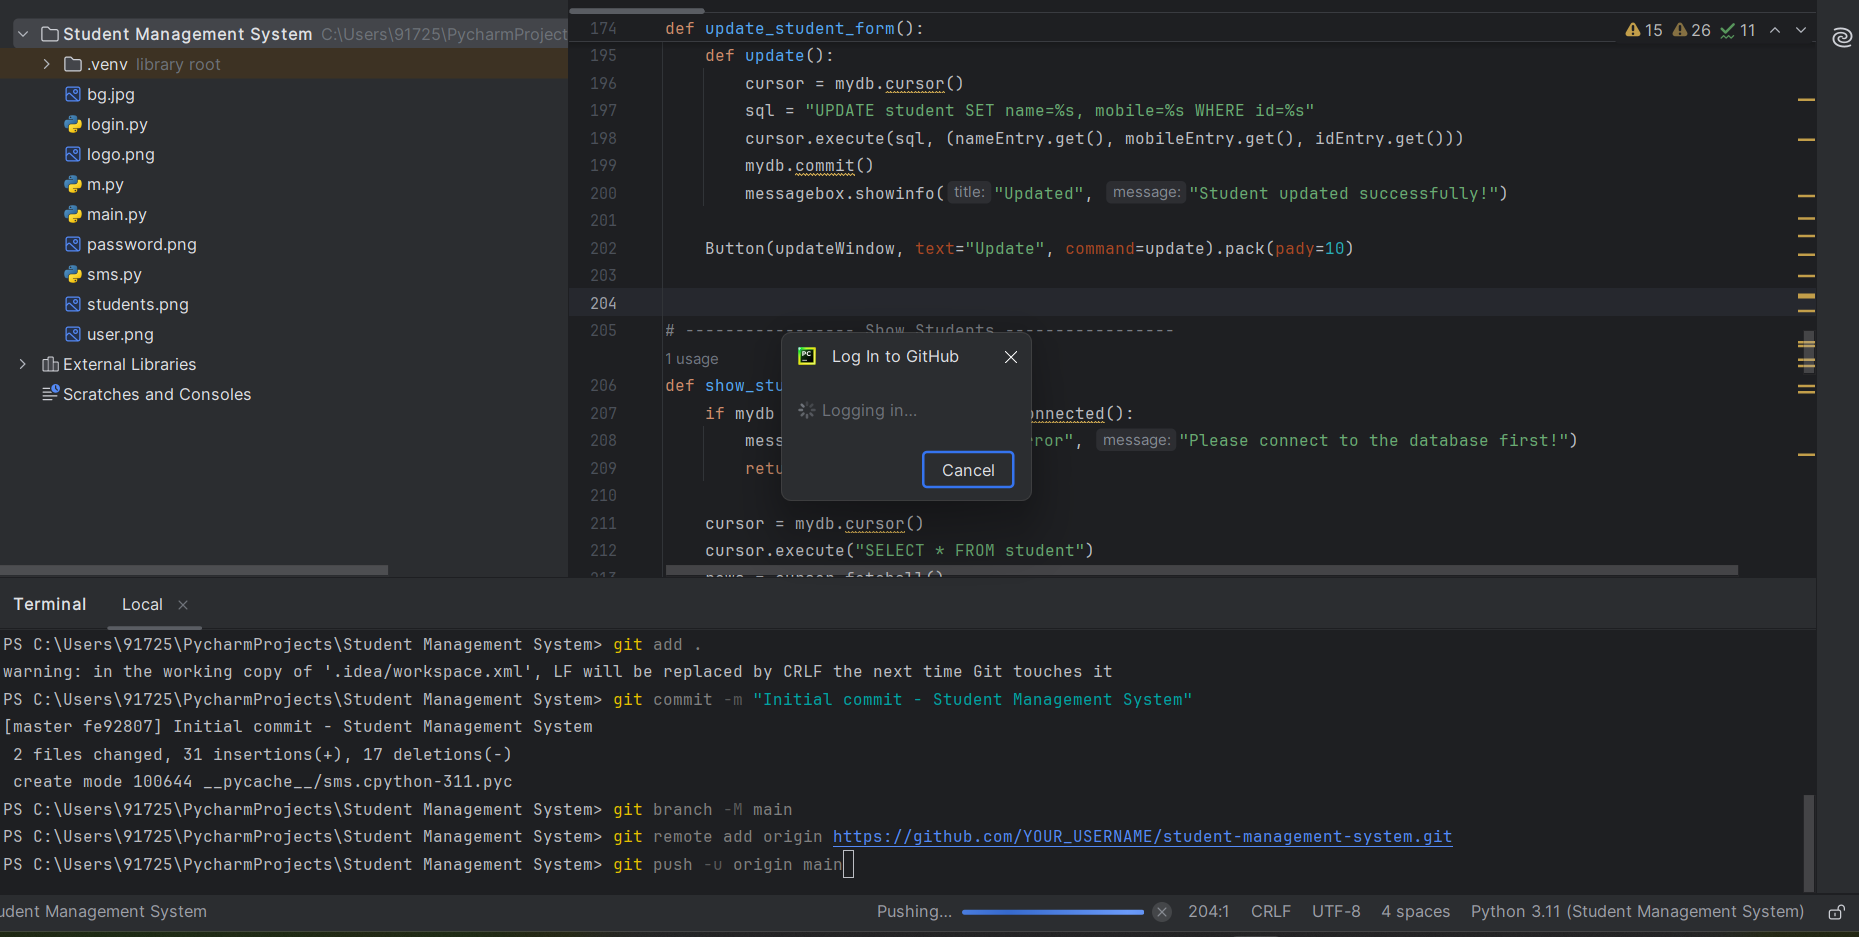 Student Management System C:\Users\91725\PycharmProject
.venv library root
bg.jpg
login.py
logo.png
m.py
main.py
password.png
sms.py
students.png
user.png
External Libraries
Scratches and Consoles
174 def update_student_form():
15 26 11
195 def update():
196 cursor = mydb.cursor()
197 sql = "UPDATE student SET name=%s, mobile=%s WHERE id=%s"
198 cursor.execute(sql, (nameEntry.get(), mobileEntry.get(), idEntry.get()))
199 mydb.commit()
200 messagebox.showinfo( title: "Updated", message: "Student updated successfully!")
201
202 Button(updateWindow, text="Update", command=update).pack(pady=10)
203
204
205 # ----------------- Show Students -----------------
1 usage
206 def show_stu
207 if mydb onnected():
208 mess ror", message: "Please connect to the database first!")
209 retu
210
211 cursor = mydb.cursor()
212 cursor.execute("SELECT * FROM student")
213 rows = cursor.fetchall()
PC Log In to GitHub
Logging in...
Cancel
Terminal Local
PS C:\Users\91725\PycharmProjects\Student Management System> git add .
warning: in the working copy of '.idea/workspace.xml', LF will be replaced by CRLF the next time Git touches it
PS C:\Users\91725\PycharmProjects\Student Management System> git commit -m "Initial commit - Student Management System"
[master fe92807] Initial commit - Student Management System
2 files changed, 31 insertions(+), 17 deletions(-)
create mode 100644 __pycache__/sms.cpython-311.pyc
PS C:\Users\91725\PycharmProjects\Student Management System> git branch -M main
PS C:\Users\91725\PycharmProjects\Student Management System> git remote add origin https://github.com/YOUR_USERNAME/student-management-system.git
PS C:\Users\91725\PycharmProjects\Student Management System> git push -u origin main
udent Management System Pushing... 204:1 CRLF UTF-8 4 spaces Python 3.11 (Student Management System)